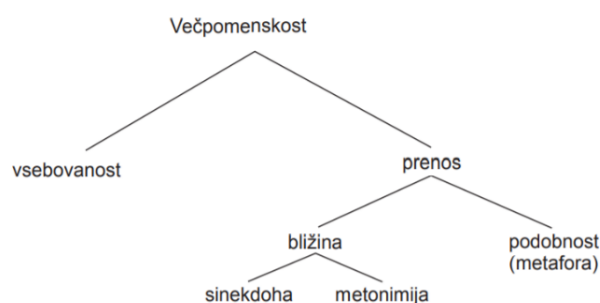 Večpomenskost
vsebovanost
prenos
bližina
podobnost
(metafora)
sinekdoha
metonimija